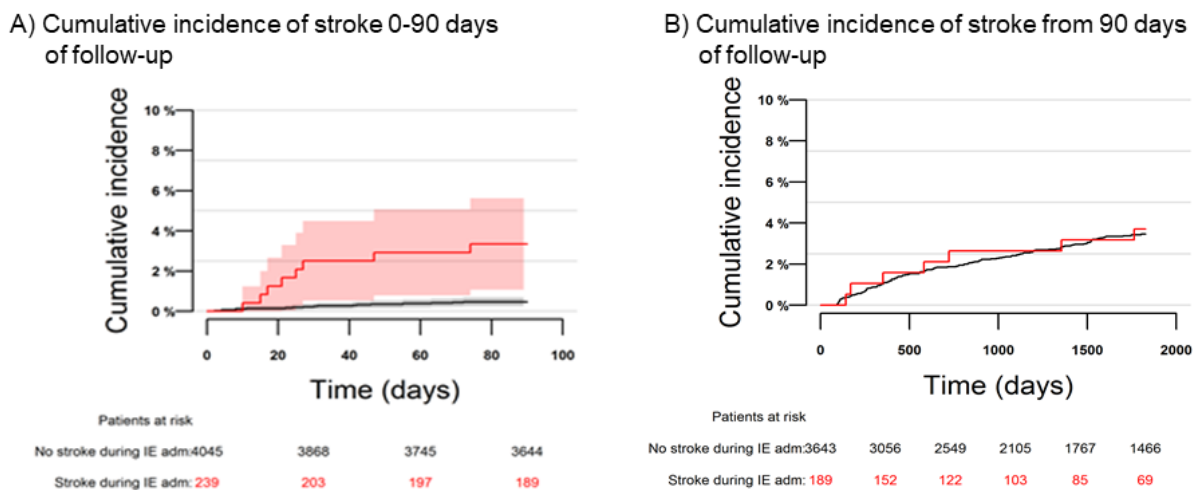 A) Cumulative incidence of stroke 0-90 days
of follow-up
Cumulative incidence
10 %
8 %
6 %
4 %
2 %
0 %
0 20 40 60 80 100
Time (days)
Patients at risk
No stroke during IE adm:4045 3868 3745 3644
Stroke during IE adm: 239 203 197 189
B) Cumulative incidence of stroke from 90 days
of follow-up
Cumulative incidence
10 %
8 %
6 %
4 %
2 %
0 %
0 500 1000 1500 2000
Time (days)
Patients at risk
No stroke during IE adm:3643 3056 2549 2105 1767 1466
Stroke during IE adm: 189 152 122 103 85 69